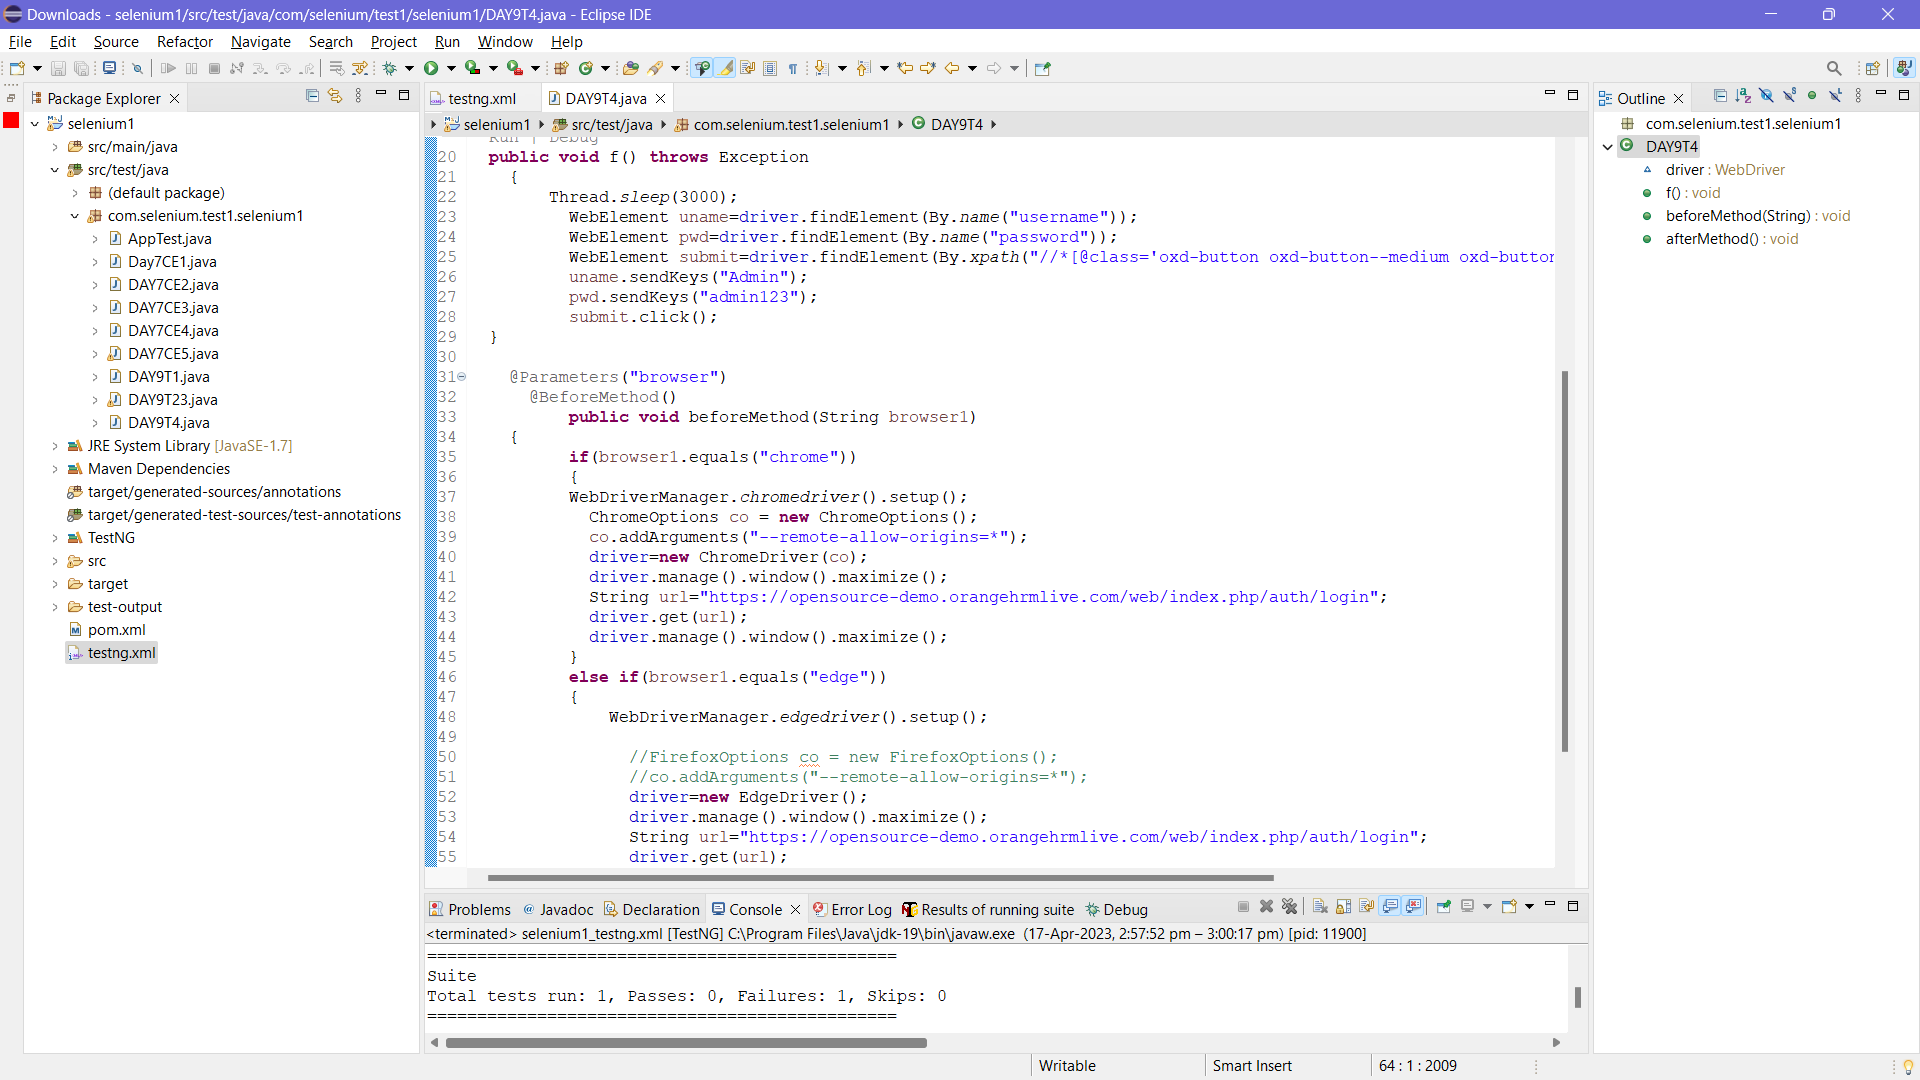 Downloads - selenium1/src/test/java/com/selenium/test1/selenium1/DAY9T4.java - Eclipse IDE
File Edit Source Refactor Navigate Search Project Run Window Help
Package Explorer
selenium1
src/main/java
src/test/java
(default package)
com.selenium.test1.selenium1
AppTest.java
Day7CE1.java
DAY7CE2.java
DAY7CE3.java
DAY7CE4.java
DAY7CE5.java
DAY9T1.java
DAY9T23.java
DAY9T4.java
JRE System Library [JavaSE-1.7]
Maven Dependencies
target/generated-sources/annotations
target/generated-test-sources/test-annotations
TestNG
src
target
test-output
pom.xml
testng.xml
testng.xml DAY9T4.java
selenium1 src/test/java com.selenium.test1.selenium1 DAY9T4
Run | Debug
20 public void f() throws Exception
21 {
22 Thread.sleep(3000);
23 WebElement uname=driver.findElement(By.name("username"));
24 WebElement pwd=driver.findElement(By.name("password"));
25 WebElement submit=driver.findElement(By.xpath("//*[@class='oxd-button oxd-button--medium oxd-button
26 uname.sendKeys("Admin");
27 pwd.sendKeys("admin123");
28 submit.click();
29 }
30
31 @Parameters("browser")
32 @BeforeMethod()
33 public void beforeMethod(String browser1)
34 {
35 if(browser1.equals("chrome"))
36 {
37 WebDriverManager.chromedriver().setup();
38 ChromeOptions co = new ChromeOptions();
39 co.addArguments("--remote-allow-origins=*");
40 driver=new ChromeDriver(co);
41 driver.manage().window().maximize();
42 String url="https://opensource-demo.orangehrmlive.com/web/index.php/auth/login";
43 driver.get(url);
44 driver.manage().window().maximize();
45 }
46 else if(browser1.equals("edge"))
47 {
48 WebDriverManager.edgedriver().setup();
49
50 //FirefoxOptions co = new FirefoxOptions();
51 //co.addArguments("--remote-allow-origins=*");
52 driver=new EdgeDriver();
53 driver.manage().window().maximize();
54 String url="https://opensource-demo.orangehrmlive.com/web/index.php/auth/login";
55 driver.get(url);
Problems Javadoc Declaration Console Error Log Results of running suite Debug
<terminated> selenium1_testng.xml [TestNG] C:\Program Files\Java\jdk-19\bin\javaw.exe (17-Apr-2023, 2:57:52 pm – 3:00:17 pm) [pid: 11900]
===============================================
Suite
Total tests run: 1, Passes: 0, Failures: 1, Skips: 0
===============================================
Outline
com.selenium.test1.selenium1
DAY9T4
driver : WebDriver
f() : void
beforeMethod(String) : void
afterMethod() : void
Writable Smart Insert 64 : 1 : 2009